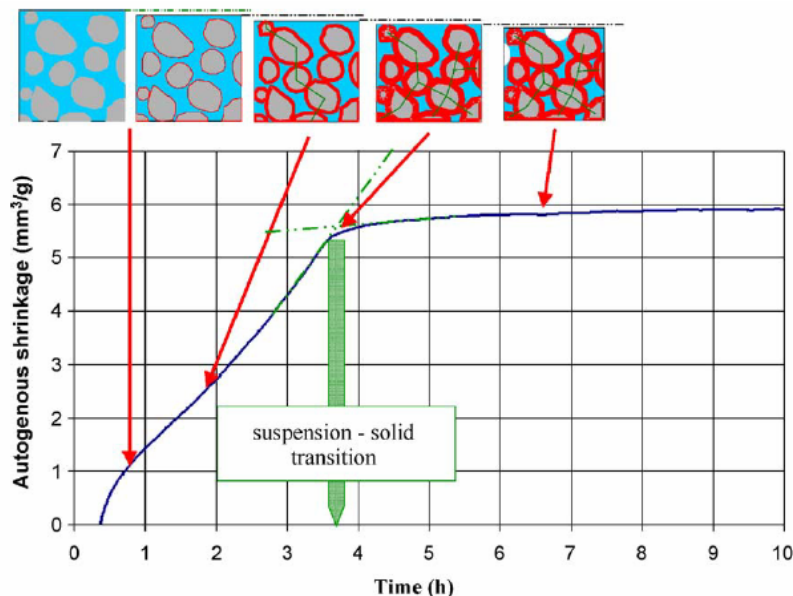 7
6
5
4
3
2
1
0
Autogenous shrinkage (mm³/g)
suspension - solid
transition
0 1 2 3 4 5 6 7 8 9 10
Time (h)